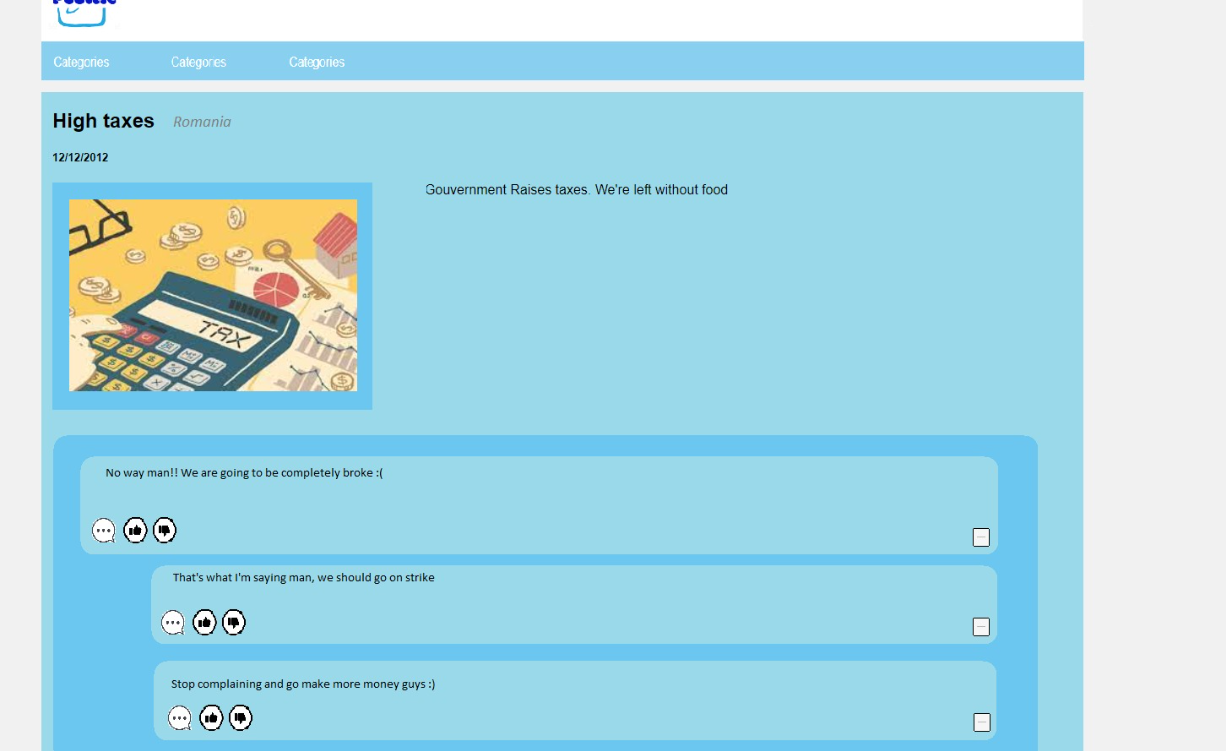 Categories Categories Categories
High taxes Romania
12/12/2012
Gouvernment Raises taxes. We're left without food
TAX
No way man!! We are going to be completely broke :(
That's what I'm saying man, we should go on strike
Stop complaining and go make more money guys :)